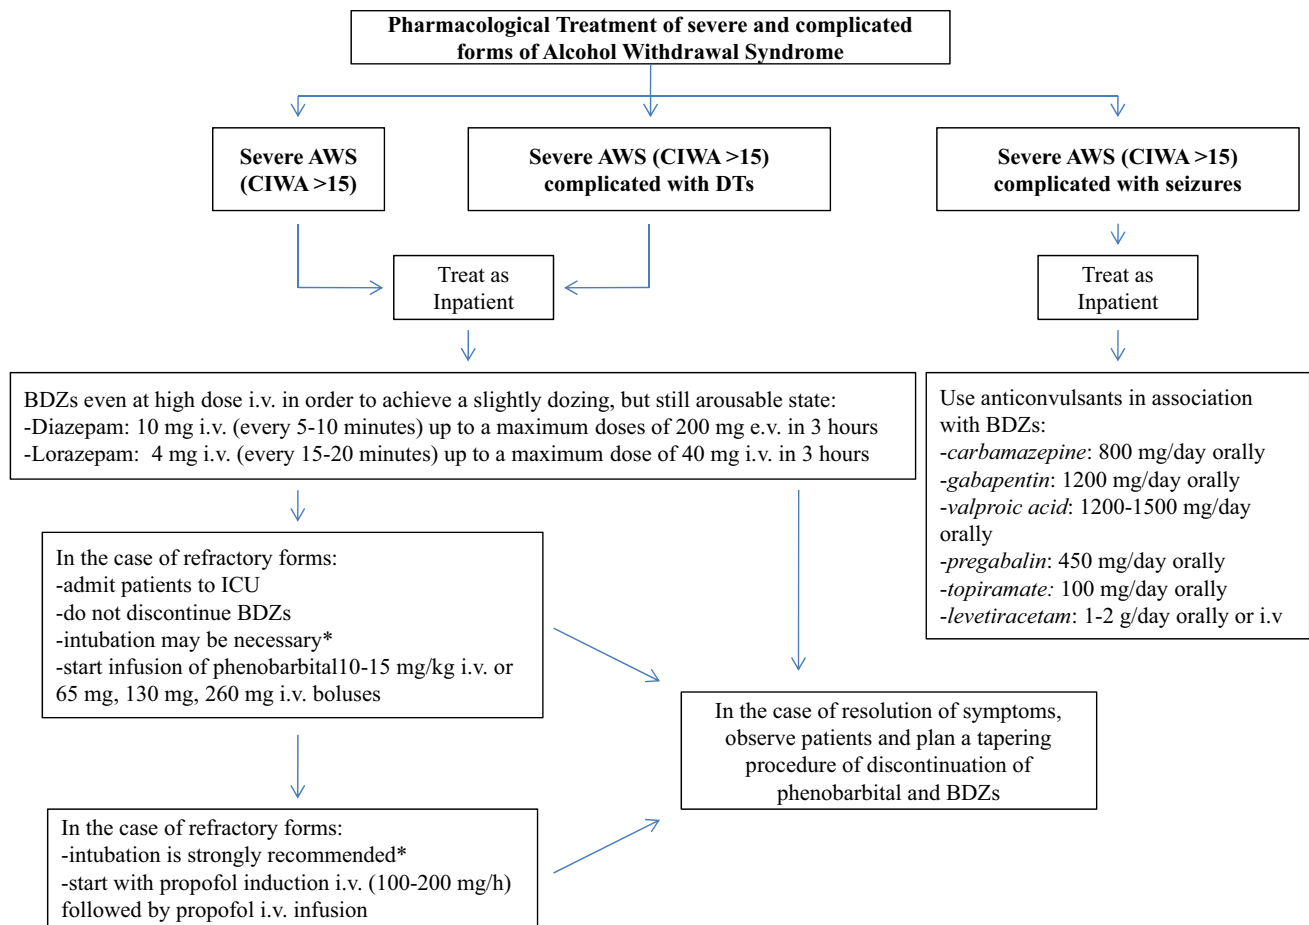 Pharmacological Treatment of severe and complicated
forms of Alcohol Withdrawal Syndrome
Severe AWS
(CIWA >15)
Severe AWS (CIWA >15)
complicated with DTs
Severe AWS (CIWA >15)
complicated with seizures
Treat as
Inpatient
Treat as
Inpatient
BDZs even at high dose i.v. in order to achieve a slightly dozing, but still arousable state:
-Diazepam: 10 mg i.v. (every 5-10 minutes) up to a maximum doses of 200 mg e.v. in 3 hours
-Lorazepam: 4 mg i.v. (every 15-20 minutes) up to a maximum dose of 40 mg i.v. in 3 hours
Use anticonvulsants in association
with BDZs:
-carbamazepine: 800 mg/day orally
-gabapentin: 1200 mg/day orally
-valproic acid: 1200-1500 mg/day
orally
-pregabalin: 450 mg/day orally
-topiramate: 100 mg/day orally
-levetiracetam: 1-2 g/day orally or i.v
In the case of refractory forms:
-admit patients to ICU
-do not discontinue BDZs
-intubation may be necessary*
-start infusion of phenobarbital10-15 mg/kg i.v. or
65 mg, 130 mg, 260 mg i.v. boluses
In the case of resolution of symptoms,
observe patients and plan a tapering
procedure of discontinuation of
phenobarbital and BDZs
In the case of refractory forms:
-intubation is strongly recommended*
-start with propofol induction i.v. (100-200 mg/h)
followed by propofol i.v. infusion